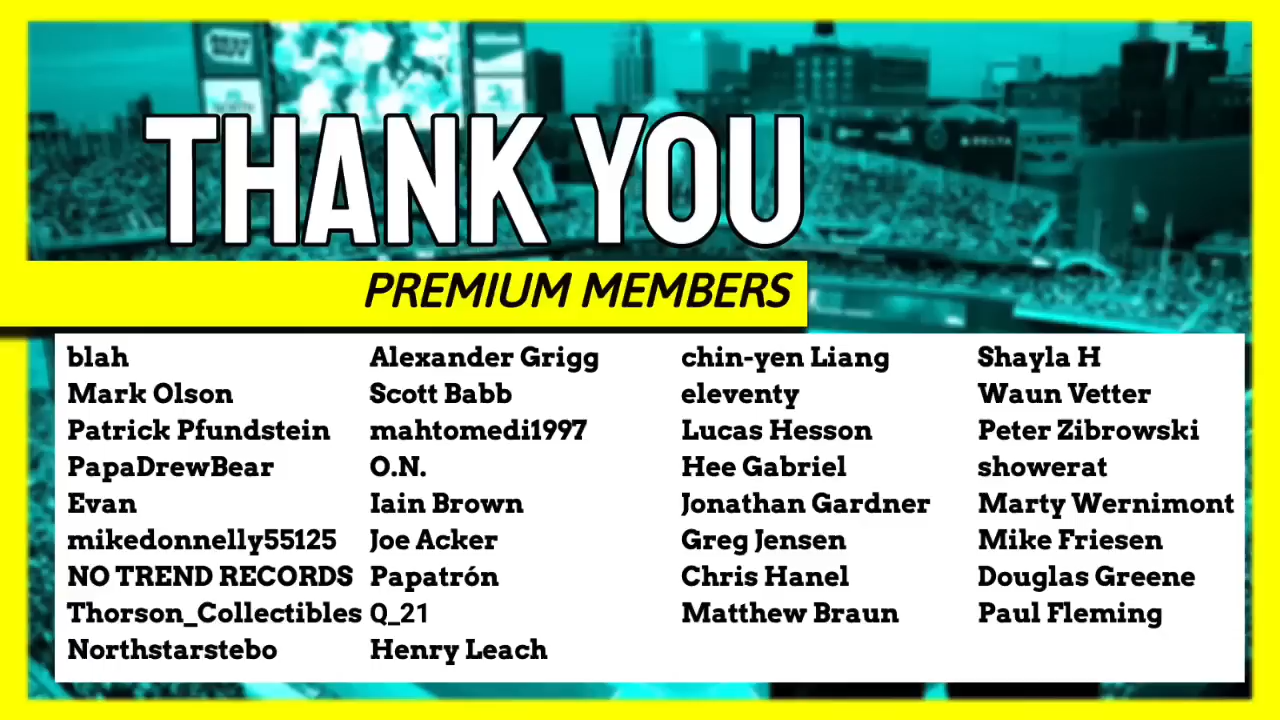 BEST BUY
THANK YOU
DELTA
PREMIUM MEMBERS
blah
Mark Olson
Patrick Pfundstein
PapaDrewBear
Evan
mikedonnelly55125
NO TREND RECORDS
Thorson_Collectibles
Northstarstebo
Alexander Grigg
Scott Babb
mahtomedi1997
O.N.
Iain Brown
Joe Acker
Papatrón
Q_21
Henry Leach
chin-yen Liang
eleventy
Lucas Hesson
Hee Gabriel
Jonathan Gardner
Greg Jensen
Chris Hanel
Matthew Braun
Shayla H
Waun Vetter
Peter Zibrowski
showerat
Marty Wernimont
Mike Friesen
Douglas Greene
Paul Fleming